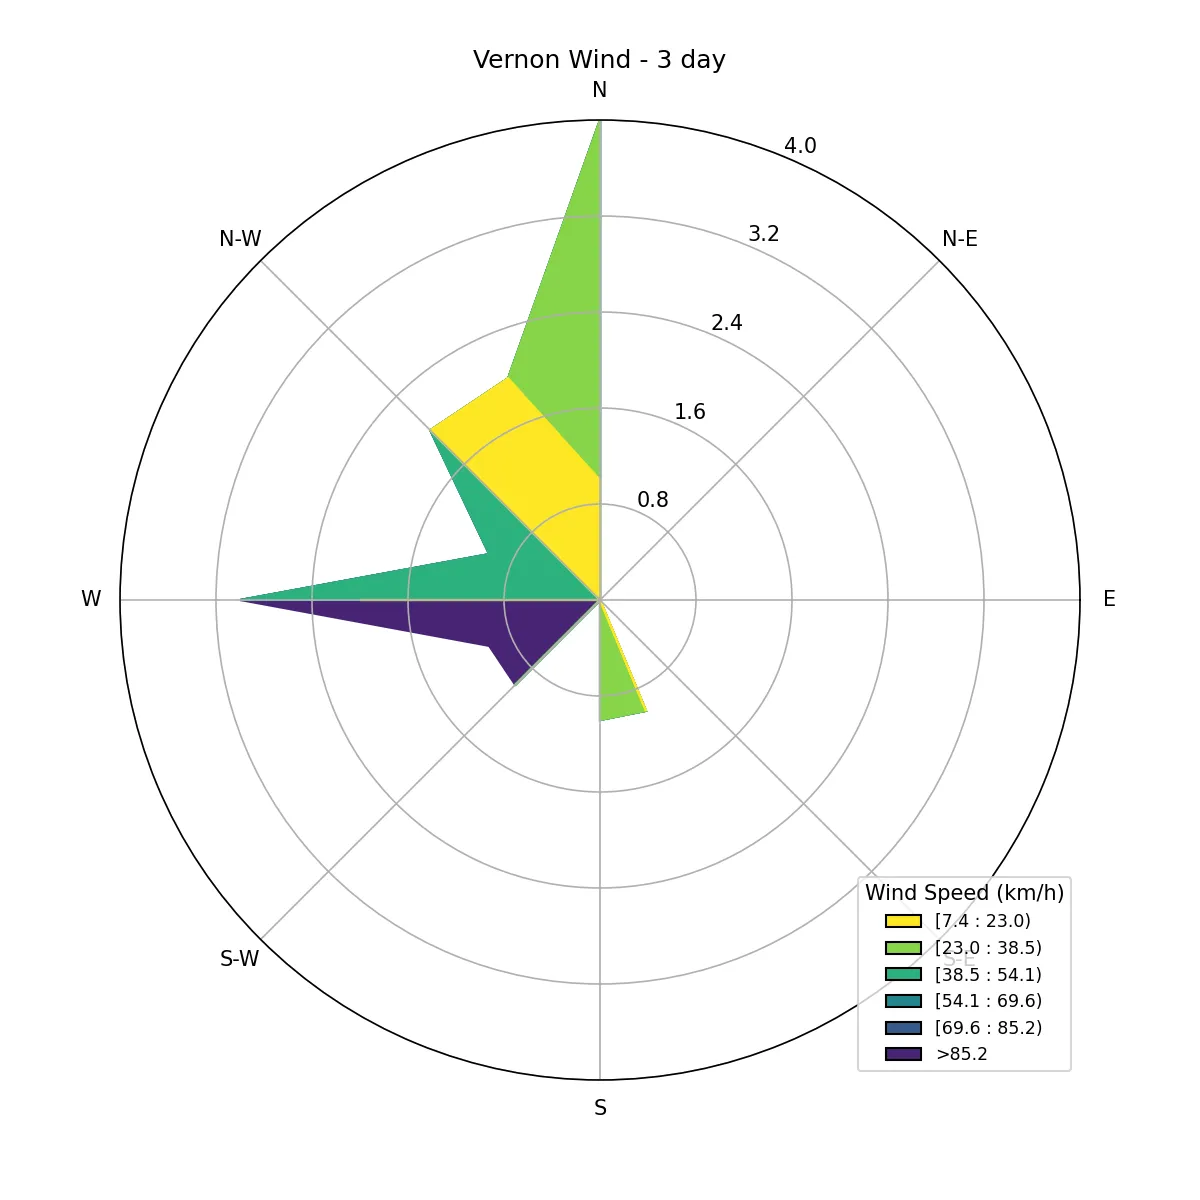 Vernon Wind - 3 day
N
4.0
N-W
N-E
3.2
2.4
1.6
0.8
W
E
Wind Speed (km/h)
[7.4 : 23.0)
[23.0 : 38.5)
S-W
S-E
[38.5 : 54.1)
[54.1 : 69.6)
[69.6 : 85.2)
>85.2
S